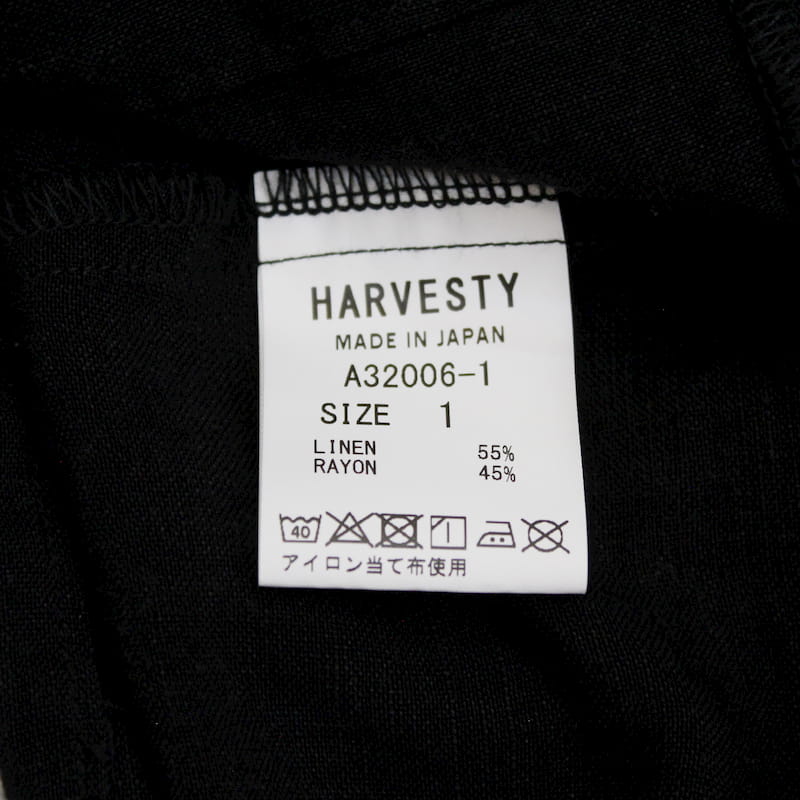 HARVESTY
MADE IN JAPAN
A32006-1
SIZE 1
LINEN 55%
RAYON 45%
40
アイロン当て布使用